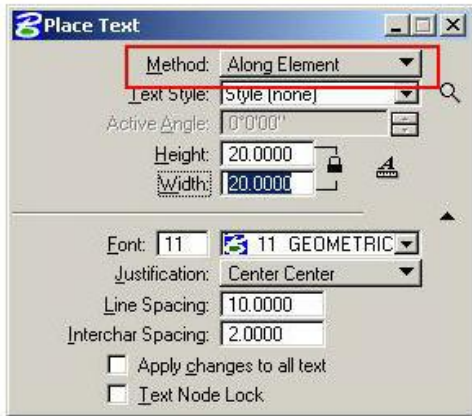 Place Text
Method: Along Element
Text Style: Style (none)
Active Angle: 0°0'00"
Height: 20.0000
Width: 20.0000
Font: 11 11 GEOMETRIC
Justification: Center Center
Line Spacing: 10.0000
Interchar Spacing: 2.0000
Apply changes to all text
Text Node Lock